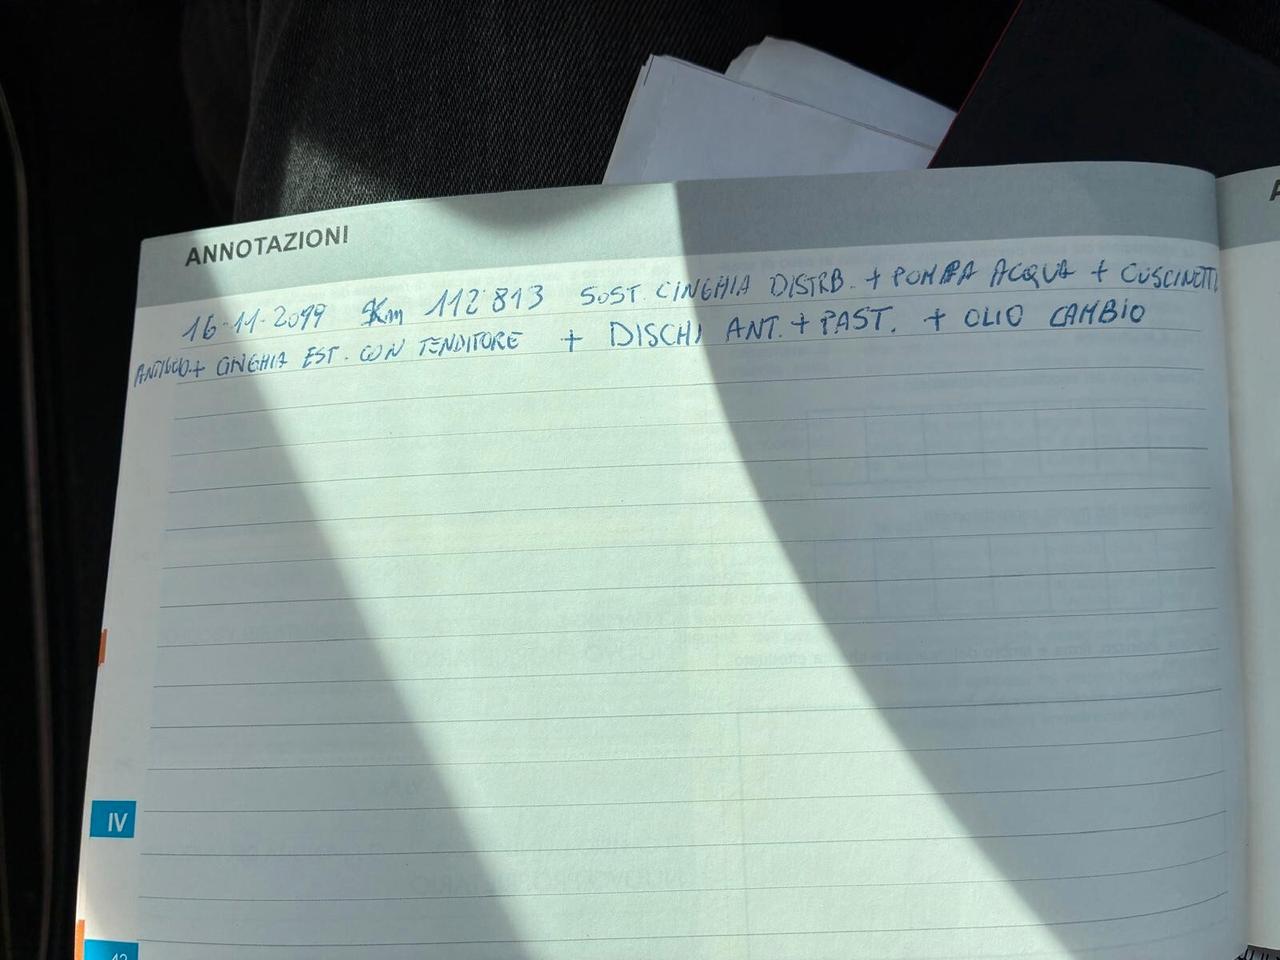 ANNOTAZIONI
16-11-2099 Km 112'813 SOST. CINGHIA DISTRB. + POMPA ACQUA + CUSCINETTI
+ CINGHIA EST. CON TENDITORE + DISCHI ANT. + PAST. + OLIO CAMBIO
IV